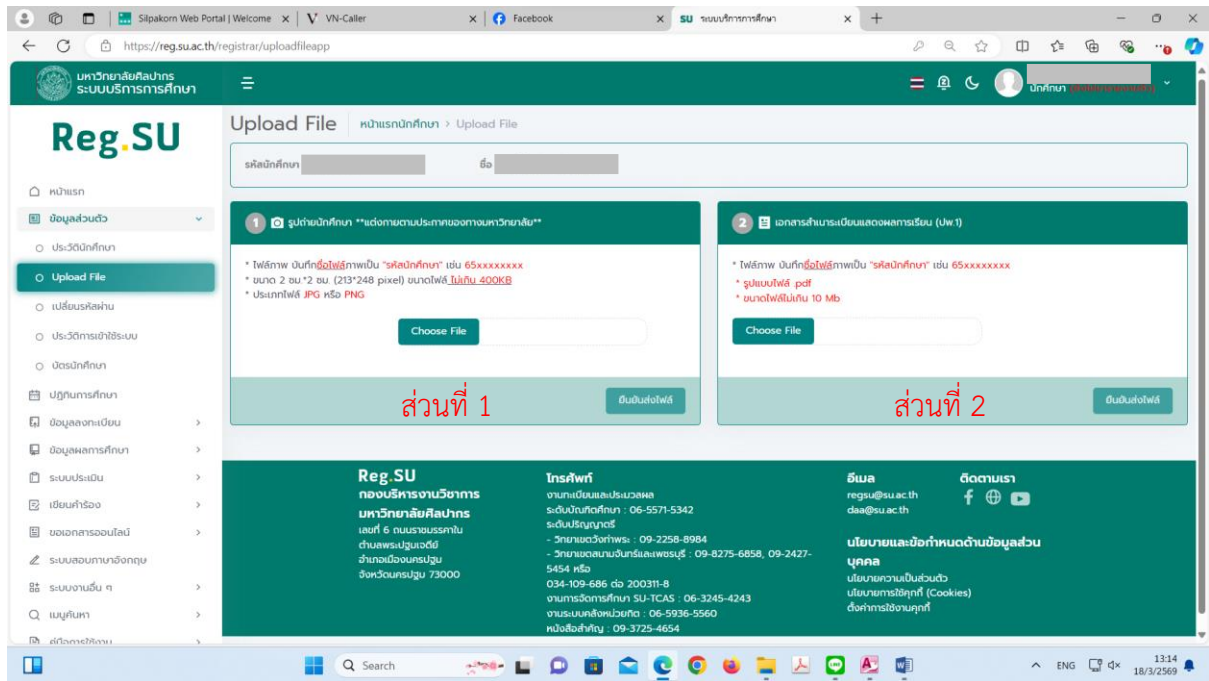 Silpakorn Web Portal | Welcome
VN-Caller
Facebook
SU ระบบบริการการศึกษา
https://reg.su.ac.th/registrar/uploadfileapp
มหาวิทยาลัยศิลปากร
ระบบบริการการศึกษา
นักศึกษา
Reg.SU
หน้าแรก
ข้อมูลส่วนตัว
ประวัตินักศึกษา
Upload File
เปลี่ยนรหัสผ่าน
ประวัติการเข้าใช้ระบบ
บัตรนักศึกษา
ปฏิทินการศึกษา
ข้อมูลลงทะเบียน
ข้อมูลผลการศึกษา
ระบบประเมิน
เขียนคำร้อง
ขอเอกสารออนไลน์
ระบบสอบภาษาอังกฤษ
ระบบงานอื่น ๆ
เมนูค้นหา
คู่มือการใช้งาน
Upload File หน้าแรกนักศึกษา > Upload File
รหัสนักศึกษา ชื่อ
1 รูปถ่ายนักศึกษา **แต่งกายตามประกาศของทางมหาวิทยาลัย**
* ไฟล์ภาพ บันทึกชื่อไฟล์ภาพเป็น "รหัสนักศึกษา" เช่น 65xxxxxxxx
* ขนาด 2 ซม.*2 ซม. (213*248 pixel) ขนาดไฟล์ ไม่เกิน 400KB
* ประเภทไฟล์ JPG หรือ PNG
Choose File
ส่วนที่ 1
ยืนยันส่งไฟล์
2 เอกสารสำเนาระเบียนแสดงผลการเรียน (ปพ.1)
* ไฟล์ภาพ บันทึกชื่อไฟล์ภาพเป็น "รหัสนักศึกษา" เช่น 65xxxxxxxx
* รูปแบบไฟล์ .pdf
* ขนาดไฟล์ไม่เกิน 10 Mb
Choose File
ส่วนที่ 2
ยืนยันส่งไฟล์
Reg.SU
กองบริหารงานวิชาการ
มหาวิทยาลัยศิลปากร
เลขที่ 6 ถนนราชมรรคาใน
ตำบลพระปฐมเจดีย์
อำเภอเมืองนครปฐม
จังหวัดนครปฐม 73000
โทรศัพท์
งานทะเบียนและประมวลผล
ระดับบัณฑิตศึกษา : 06-5571-5342
ระดับปริญญาตรี
- วิทยาเขตวังท่าพระ : 09-2258-8984
- วิทยาเขตสนามจันทร์และเพชรบุรี : 09-8275-6858, 09-2427-
5454 หรือ
034-109-686 ต่อ 200311-8
งานการจัดการศึกษา SU-TCAS : 06-3245-4243
งานระบบคลังหน่วยกิต : 06-5936-5560
หนังสือสำคัญ : 09-3725-4654
อีเมล
regsu@su.ac.th
daa@su.ac.th
ติดตามเรา
นโยบายและข้อกำหนดด้านข้อมูลส่วน
บุคคล
นโยบายความเป็นส่วนตัว
นโยบายการใช้คุกกี้ (Cookies)
ตั้งค่าการใช้งานคุกกี้
Search
ENG
13:14
18/3/2569